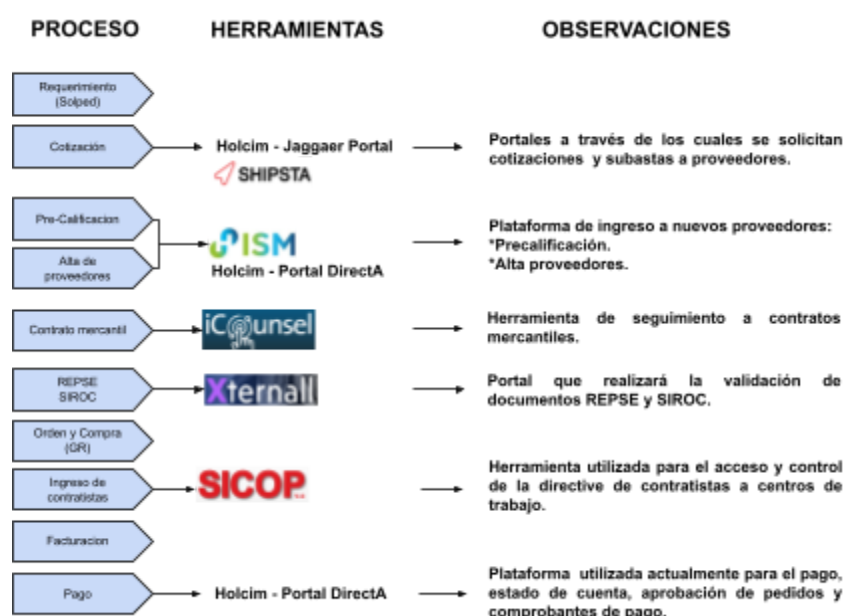 PROCESO HERRAMIENTAS OBSERVACIONES
Requerimiento
(Solped)
Cotización
Holcim - Jaggaer Portal
SHIPSTA
Portales a través de los cuales se solicitan
cotizaciones y subastas a proveedores.
Pre-Calificacion
Alta de
proveedores
ISM
Holcim - Portal DirectA
Plataforma de ingreso a nuevos proveedores:
*Precalificación.
*Alta proveedores.
Contrato mercantil
iCounsel
Herramienta de seguimiento a contratos
mercantiles.
REPSE
SIROC
Xternall
Portal que realizará la validación de
documentos REPSE y SIROC.
Orden y Compra
(GR)
Ingreso de
contratistas
SICOP
Herramienta utilizada para el acceso y control
de la directive de contratistas a centros de
trabajo.
Facturacion
Pago
Holcim - Portal DirectA
Plataforma utilizada actualmente para el pago,
estado de cuenta, aprobación de pedidos y
comprobantes de pago.